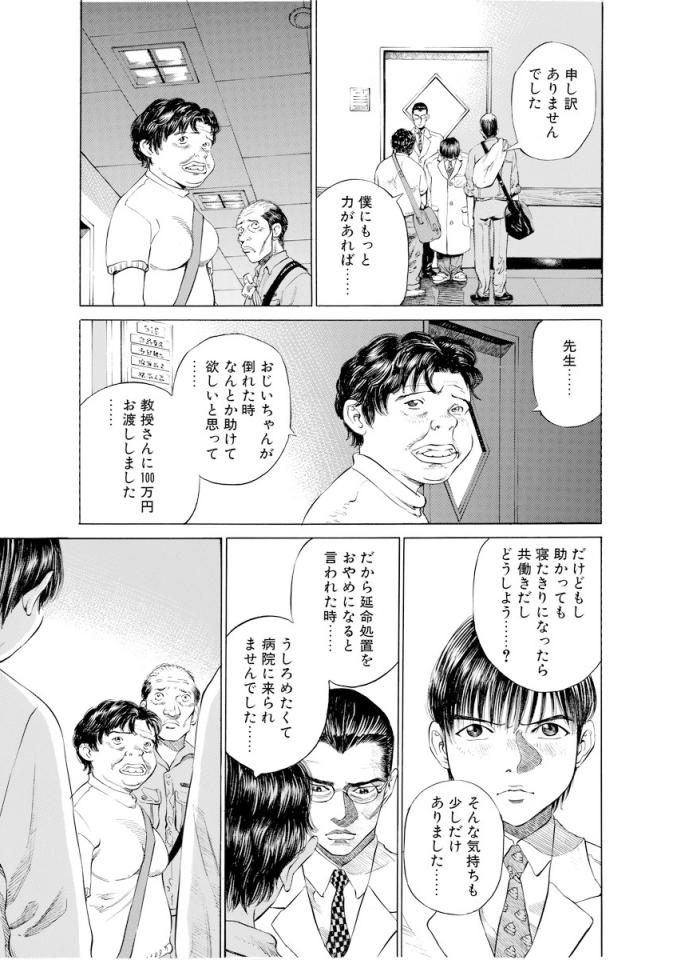 申し訳
ありません
でした
僕にもっと
力があれば……
先生……
おじいちゃんが
倒れた時
なんとか助けて
欲しいと思って
……
教授さんに100万円
お渡ししました
……
だけどもし
助かっても
寝たきりになったら
共働きだし
どうしよう……？
そんな気持ちも
少しだけ
ありました……
だから延命処置を
おやめになると
言われた時……
うしろめたくて
病院に来られ
ませんでした……